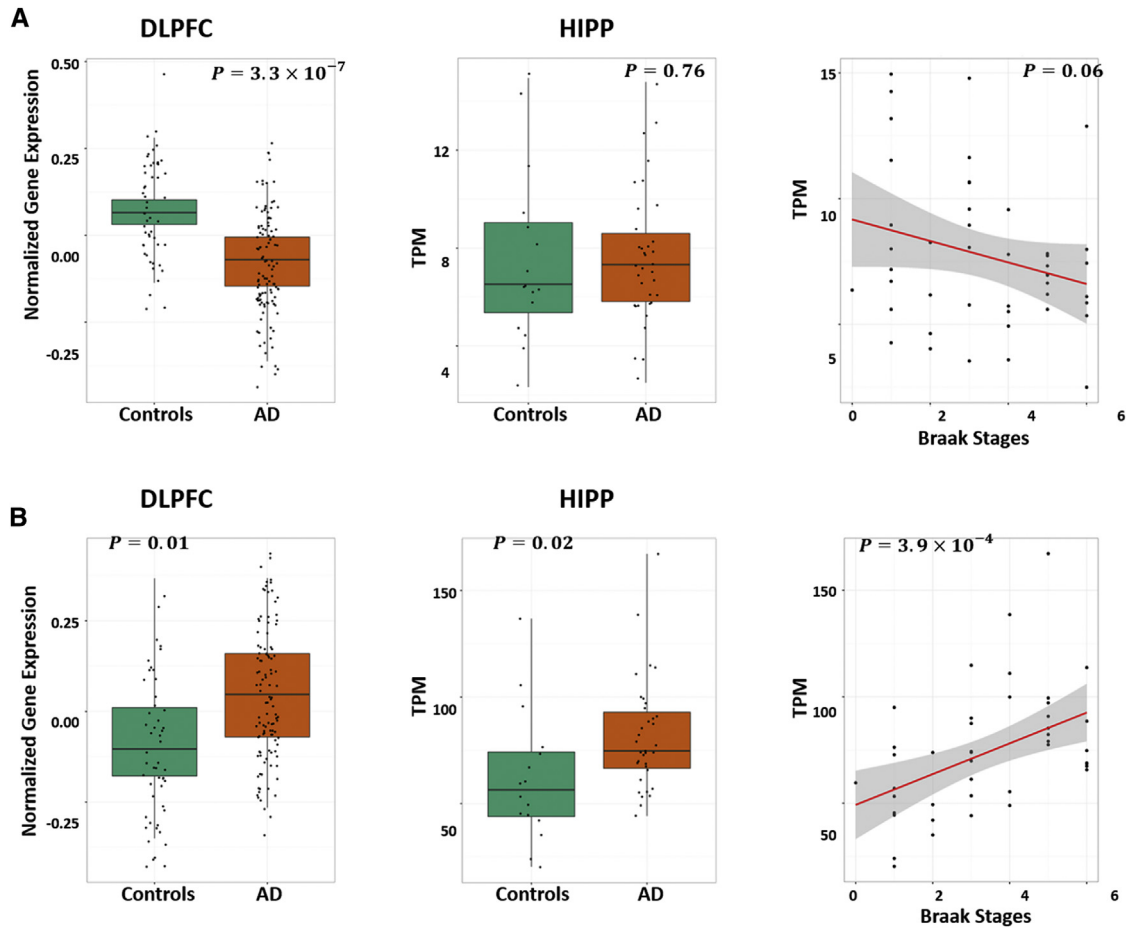 A
DLPFC
HIPP
P = 3.3 × 10⁻⁷
P = 0.76
P = 0.06
Normalized Gene Expression
0.50
0.25
0.00
-0.25
Controls
AD
TPM
12
8
4
Controls
AD
TPM
15
10
5
0
2
4
6
Braak Stages
B
DLPFC
HIPP
P = 0.01
P = 0.02
P = 3.9 × 10⁻⁴
Normalized Gene Expression
0.25
0.00
-0.25
Controls
AD
TPM
150
100
50
Controls
AD
TPM
150
100
50
0
2
4
6
Braak Stages